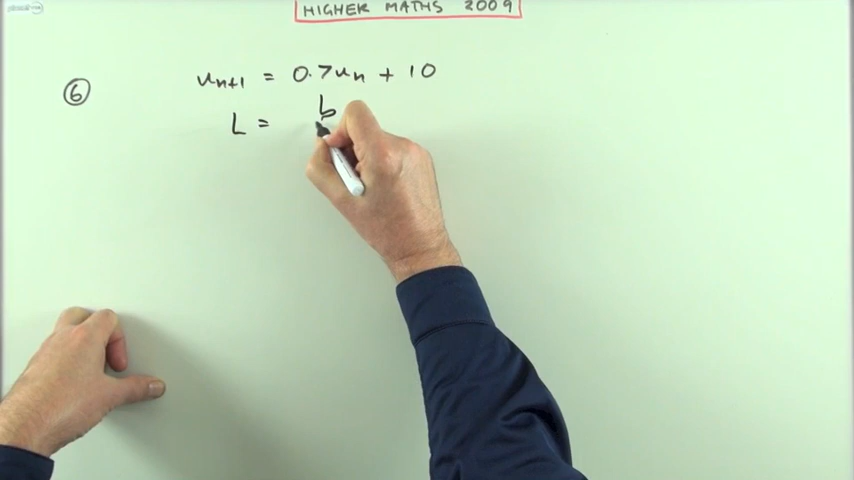 HIGHER MATHS 2009
6 uₙ₊₁ = 0.7uₙ + 10
L = b